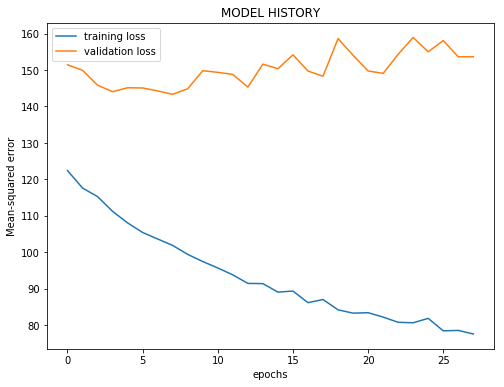 MODEL HISTORY
training loss
validation loss
Mean-squared error
160
150
140
130
120
110
100
90
80
0 5 10 15 20 25
epochs